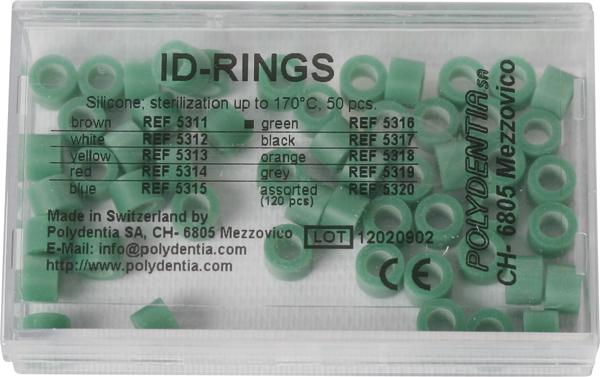 ID-RINGS
Silicone; sterilization up to 170°C, 50 pcs.
brown REF 5311 ■ green REF 5316
white REF 5312 black REF 5317
yellow REF 5313 orange REF 5318
red REF 5314 grey REF 5319
blue REF 5315 assorted REF 5320
(120 pcs)
Made in Switzerland by
Polydentia SA, CH- 6805 Mezzovico
E-Mail: info@polydentia.com
http://www.polydentia.com
LOT 12020902
CE
POLYDENTIA SA
CH- 6805 Mezzovico